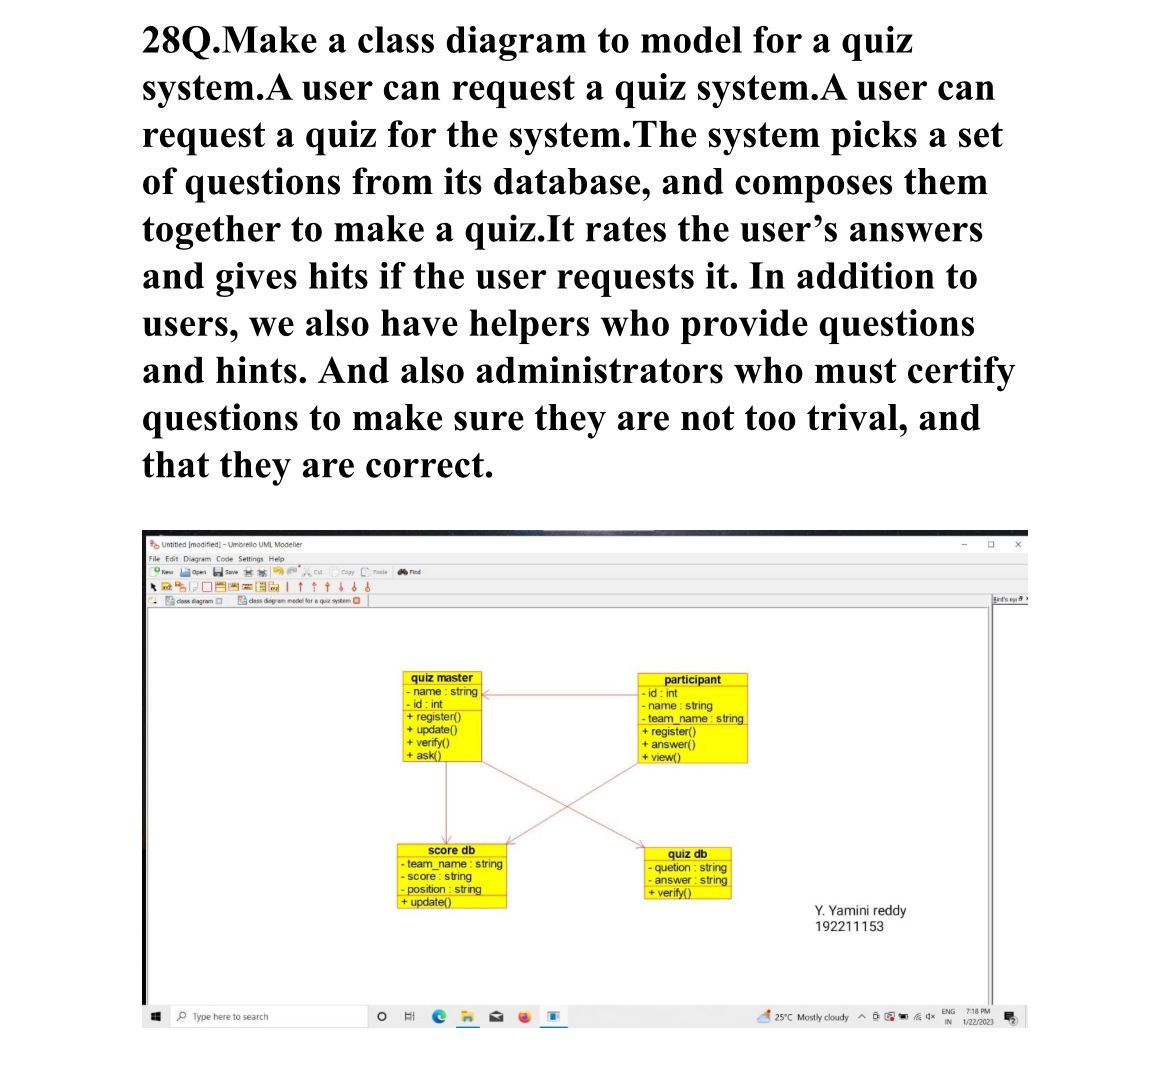 28Q.Make a class diagram to model for a quiz
system.A user can request a quiz system.A user can
request a quiz for the system.The system picks a set
of questions from its database, and composes them
together to make a quiz.It rates the user’s answers
and gives hits if the user requests it. In addition to
users, we also have helpers who provide questions
and hints. And also administrators who must certify
questions to make sure they are not too trival, and
that they are correct.
Untitled [modified] - Umbrello UML Modeller
File Edit Diagram Code Settings Help
New Open Save Cut Copy Paste Find
class diagram class diagram model for a quiz system
Bird's eye
quiz master
- name : string
- id : int
+ register()
+ update()
+ verify()
+ ask()
participant
- id : int
- name : string
- team_name : string
+ register()
+ answer()
+ view()
score db
- team_name : string
- score : string
- position : string
+ update()
quiz db
- quetion : string
- answer : string
+ verify()
Y. Yamini reddy
192211153
Type here to search
25°C Mostly cloudy
ENG
IN
7:18 PM
1/22/2023
2